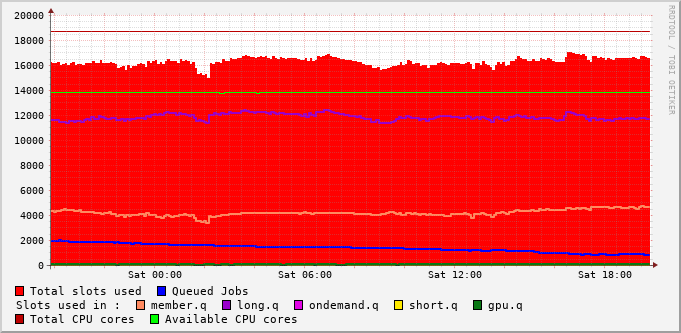 20000
18000
16000
14000
12000
10000
8000
6000
4000
2000
0
Sat 00:00 Sat 06:00 Sat 12:00 Sat 18:00
RRDTOOL / TOBI OETIKER
Total slots used Queued Jobs
Slots used in : member.q long.q ondemand.q short.q gpu.q
Total CPU cores Available CPU cores